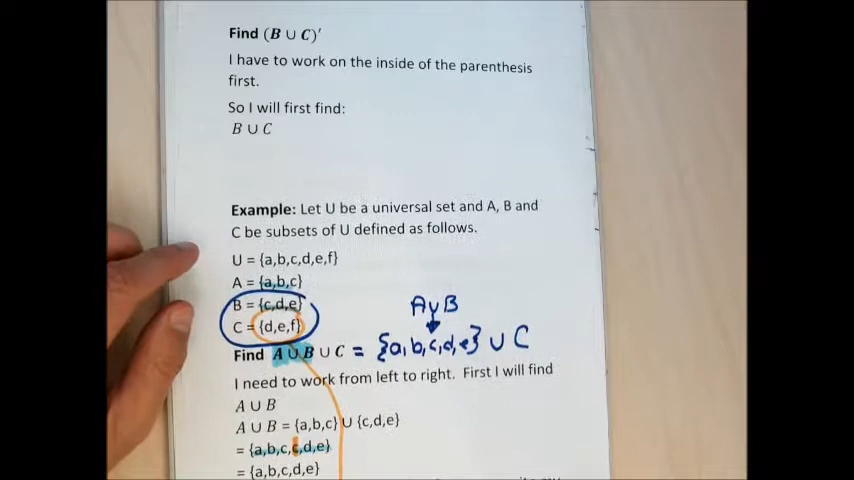 Find (B ∪ C)′
I have to work on the inside of the parenthesis
first.
So I will first find:
B ∪ C
Example: Let U be a universal set and A, B and
C be subsets of U defined as follows.
U = {a,b,c,d,e,f}
A = {a,b,c}
B = {c,d,e}
C = {d,e,f}
A∪B
Find A ∪ B ∪ C = {a,b,c,d,e} ∪ C
I need to work from left to right. First I will find
A ∪ B
A ∪ B = {a,b,c} ∪ {c,d,e}
= {a,b,c,c,d,e}
= {a,b,c,d,e}